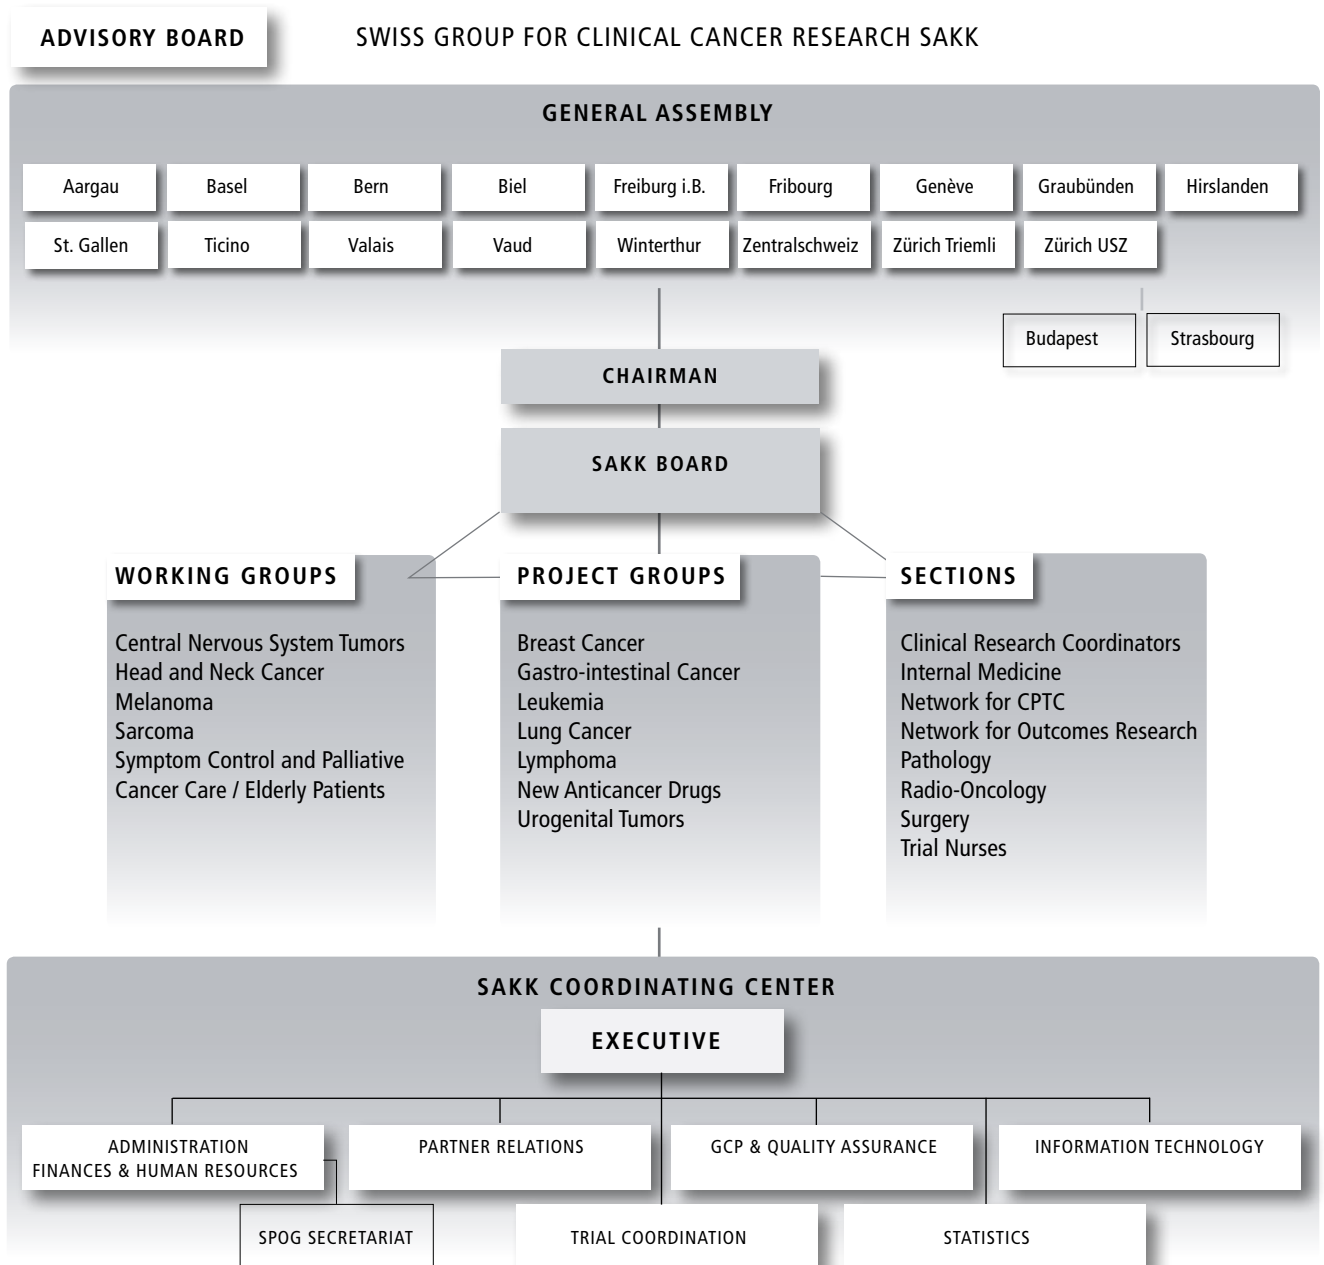 ADVISORY BOARD
SWISS GROUP FOR CLINICAL CANCER RESEARCH SAKK
GENERAL ASSEMBLY
Aargau
Basel
Bern
Biel
Freiburg i.B.
Fribourg
Genève
Graubünden
Hirslanden
St. Gallen
Ticino
Valais
Vaud
Winterthur
Zentralschweiz
Zürich Triemli
Zürich USZ
Budapest
Strasbourg
CHAIRMAN
SAKK BOARD
WORKING GROUPS
Central Nervous System Tumors
Head and Neck Cancer
Melanoma
Sarcoma
Symptom Control and Palliative
Cancer Care / Elderly Patients
PROJECT GROUPS
Breast Cancer
Gastro-intestinal Cancer
Leukemia
Lung Cancer
Lymphoma
New Anticancer Drugs
Urogenital Tumors
SECTIONS
Clinical Research Coordinators
Internal Medicine
Network for CPTC
Network for Outcomes Research
Pathology
Radio-Oncology
Surgery
Trial Nurses
SAKK COORDINATING CENTER
EXECUTIVE
ADMINISTRATION
FINANCES & HUMAN RESOURCES
PARTNER RELATIONS
GCP & QUALITY ASSURANCE
INFORMATION TECHNOLOGY
SPOG SECRETARIAT
TRIAL COORDINATION
STATISTICS